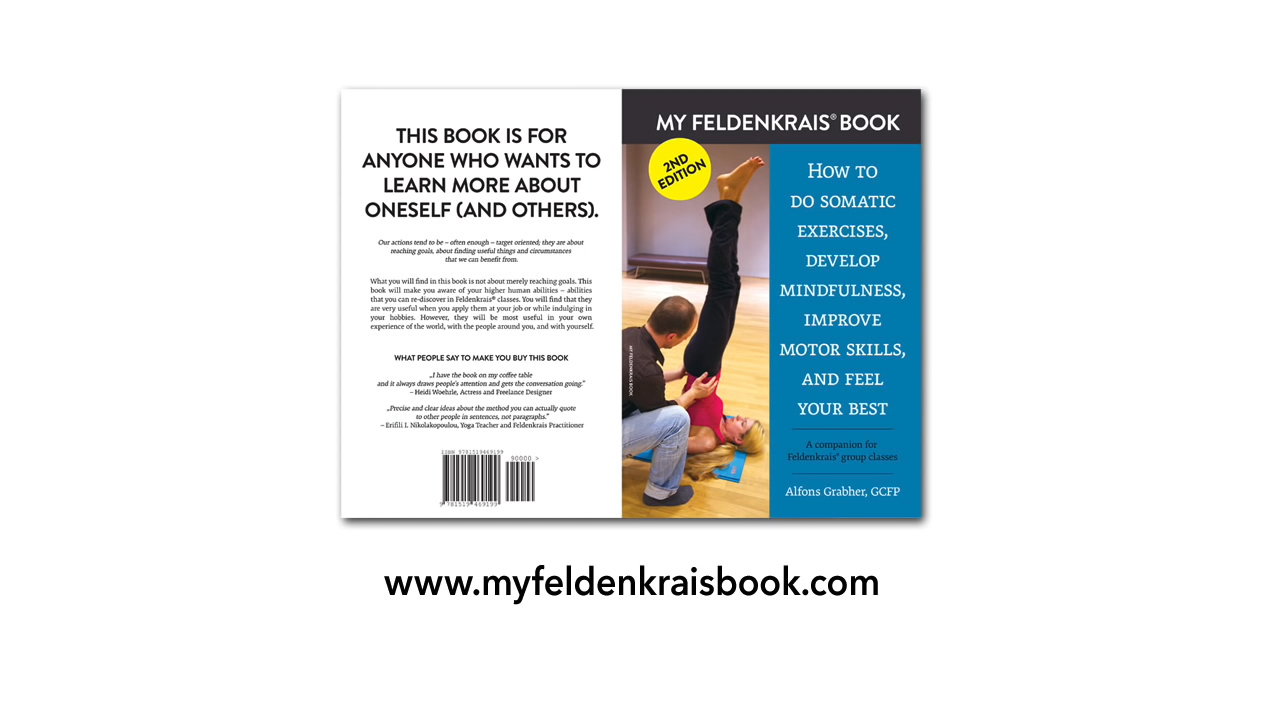 THIS BOOK IS FOR
ANYONE WHO WANTS TO
LEARN MORE ABOUT
ONESELF (AND OTHERS).
Our actions tend to be – often enough – target oriented; they are about
reaching goals, about finding useful things and circumstances
that we can benefit from.
What you will find in this book is not about merely reaching goals. This
book will make you aware of your higher human abilities – abilities
that you can re-discover in Feldenkrais® classes. You will find that they
are very useful when you apply them at your job or while indulging in
your hobbies. However, they will be most useful in your own
experience of the world, with the people around you, and with yourself.
WHAT PEOPLE SAY TO MAKE YOU BUY THIS BOOK
„I have the book on my coffee table
and it always draws people's attention and gets the conversation going.“
– Heidi Woehrle, Actress and Freelance Designer
„Precise and clear ideas about the method you can actually quote
to other people in sentences, not paragraphs.“
– Erifili I. Nikolakopoulou, Yoga Teacher and Feldenkrais Practitioner
ISBN 9781519469199
90000 >
9 781519 469199
MY FELDENKRAIS BOOK
MY FELDENKRAIS® BOOK
2ND
EDITION
HOW TO
DO SOMATIC
EXERCISES,
DEVELOP
MINDFULNESS,
IMPROVE
MOTOR SKILLS,
AND FEEL
YOUR BEST
A companion for
Feldenkrais® group classes
Alfons Grabher, GCFP
www.myfeldenkraisbook.com